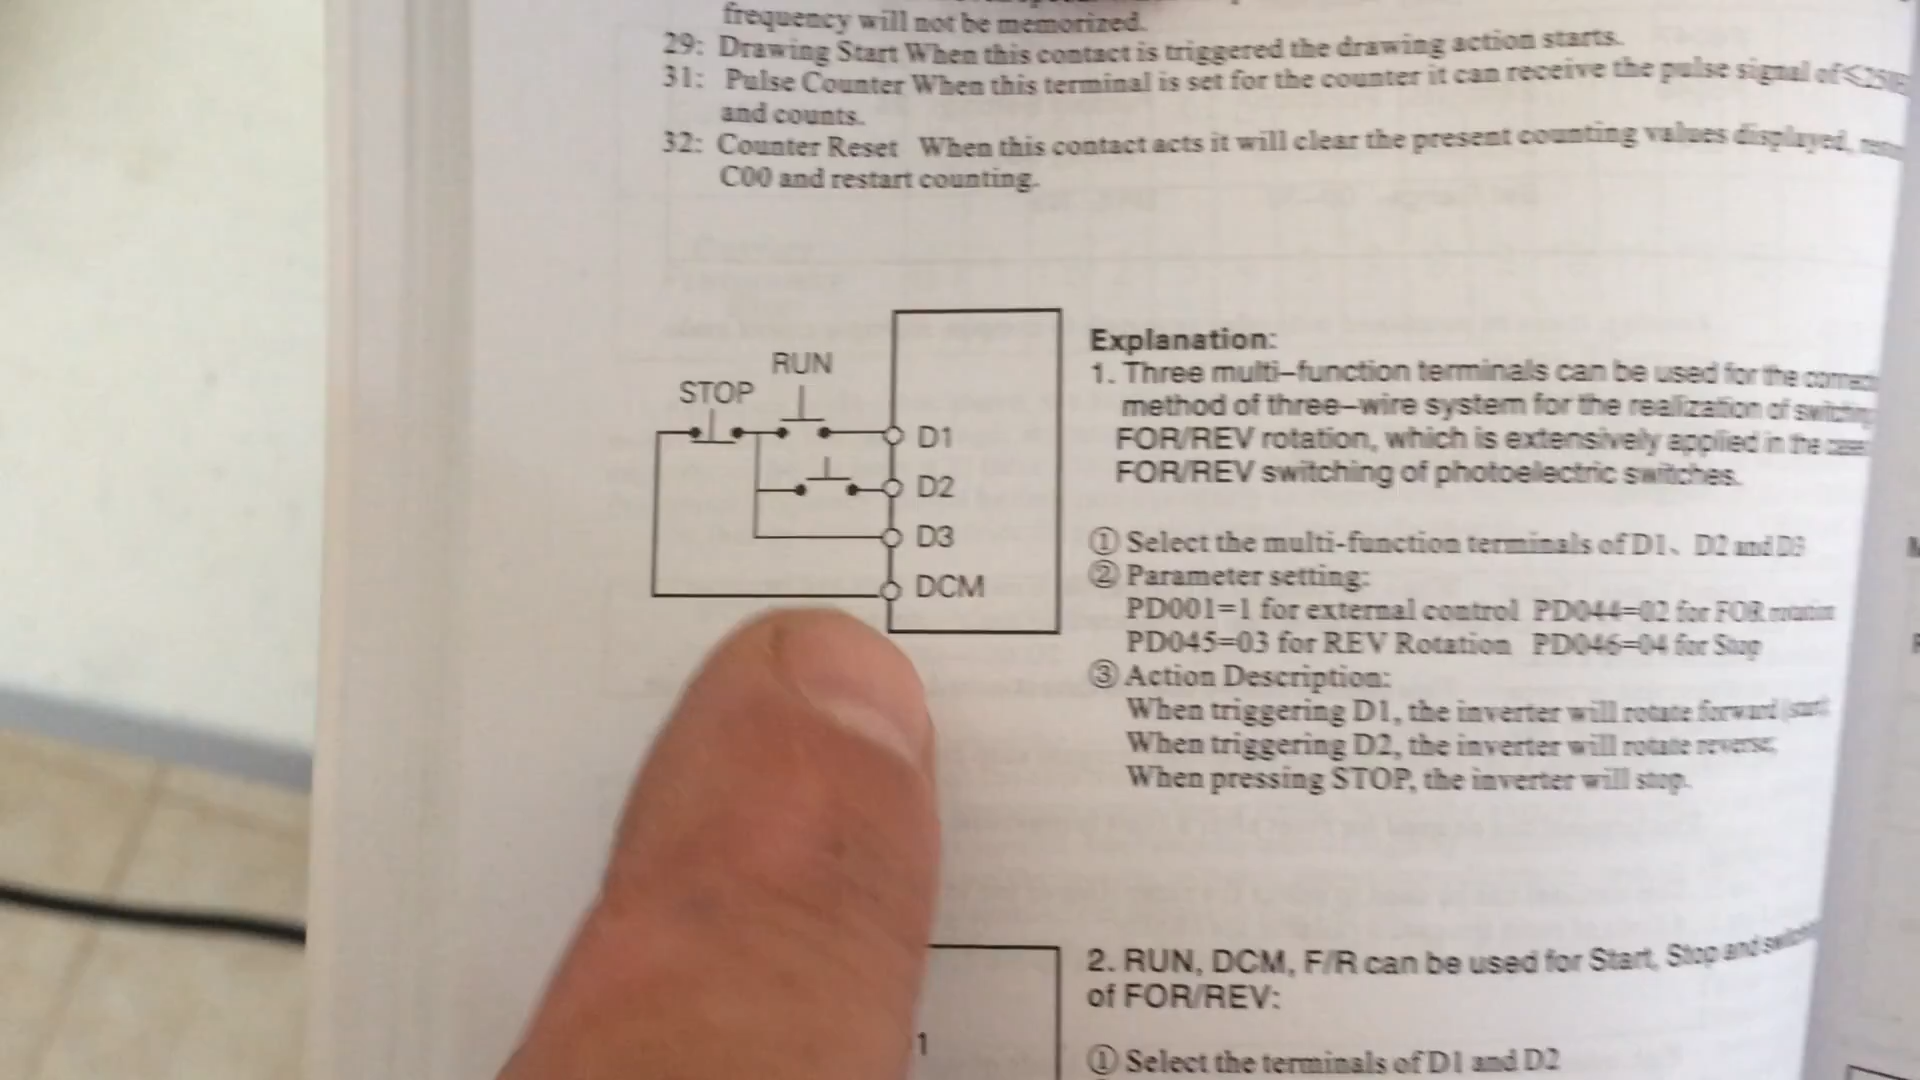 frequency will not be memorized.
29: Drawing Start When this contact is triggered the drawing action starts.
31: Pulse Counter When this terminal is set for the counter it can receive the pulse signal of
and counts.
32: Counter Reset When this contact acts it will clear the present counting values displayed,
C00 and restart counting.
RUN
STOP
D1
D2
D3
DCM
Explanation:
1. Three multi-function terminals can be used for the correct
method of three-wire system for the realization of switching
FOR/REV rotation, which is extensively applied in the cases
FOR/REV switching of photoelectric switches.
① Select the multi-function terminals of D1、D2 and D3
② Parameter setting:
PD001=1 for external control PD044=02 for FOR rotation
PD045=03 for REV Rotation PD046=04 for Stop
③ Action Description:
When triggering D1, the inverter will rotate forward (start)
When triggering D2, the inverter will rotate reverse;
When pressing STOP, the inverter will stop.
2. RUN, DCM, F/R can be used for Start, Stop and
of FOR/REV:
1
① Select the terminals of D1 and D2